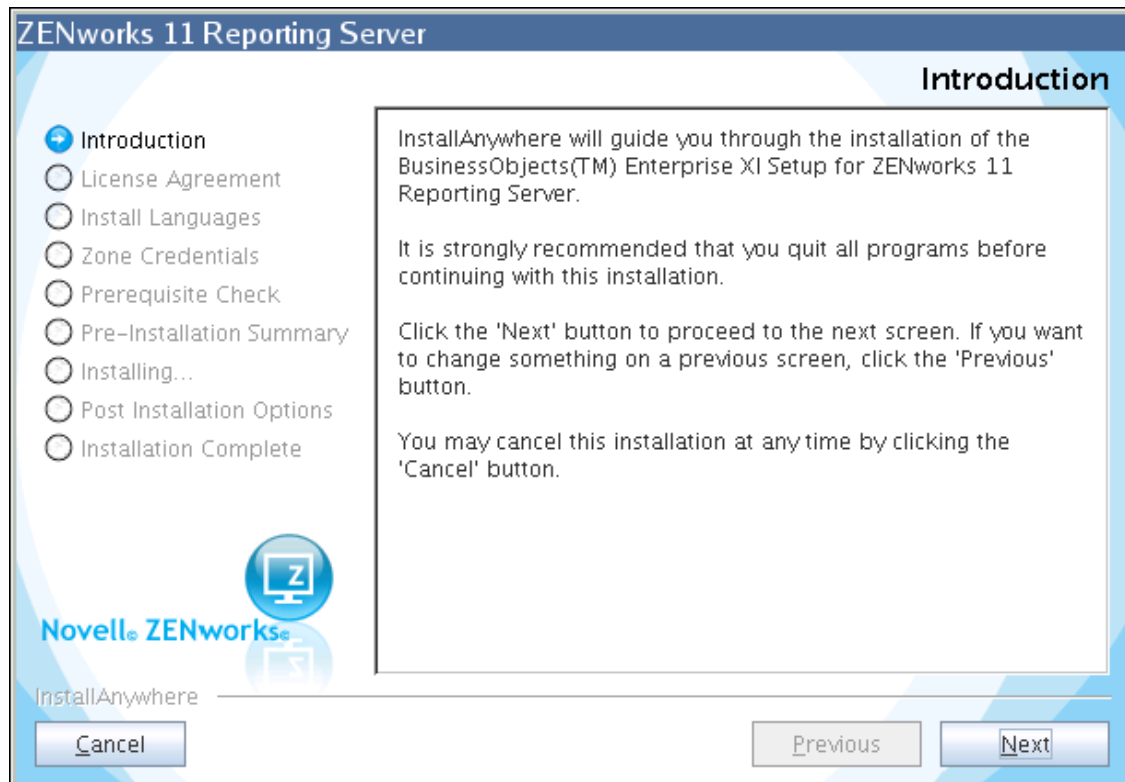 ZENworks 11 Reporting Server
Introduction
Introduction
License Agreement
Install Languages
Zone Credentials
Prerequisite Check
Pre-Installation Summary
Installing...
Post Installation Options
Installation Complete
InstallAnywhere will guide you through the installation of the
BusinessObjects(TM) Enterprise XI Setup for ZENworks 11
Reporting Server.
It is strongly recommended that you quit all programs before
continuing with this installation.
Click the 'Next' button to proceed to the next screen. If you want
to change something on a previous screen, click the 'Previous'
button.
You may cancel this installation at any time by clicking the
'Cancel' button.
Z
Novell® ZENworks®
InstallAnywhere
Cancel
Previous
Next